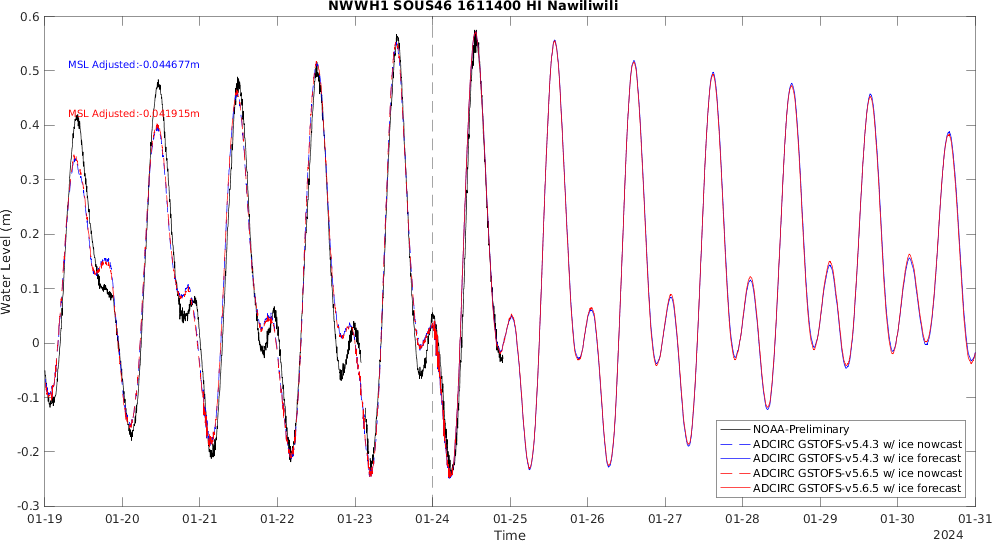 NWWH1 SOUS46 1611400 HI Nawiliwili
0.6
0.5
0.4
0.3
0.2
0.1
0
-0.1
-0.2
-0.3
Water Level (m)
MSL Adjusted:-0.044677m
MSL Adjusted:-0.041915m
NOAA-Preliminary
ADCIRC GSTOFS-v5.4.3 w/ ice nowcast
ADCIRC GSTOFS-v5.4.3 w/ ice forecast
ADCIRC GSTOFS-v5.6.5 w/ ice nowcast
ADCIRC GSTOFS-v5.6.5 w/ ice forecast
01-19 01-20 01-21 01-22 01-23 01-24 01-25 01-26 01-27 01-28 01-29 01-30 01-31
Time
2024